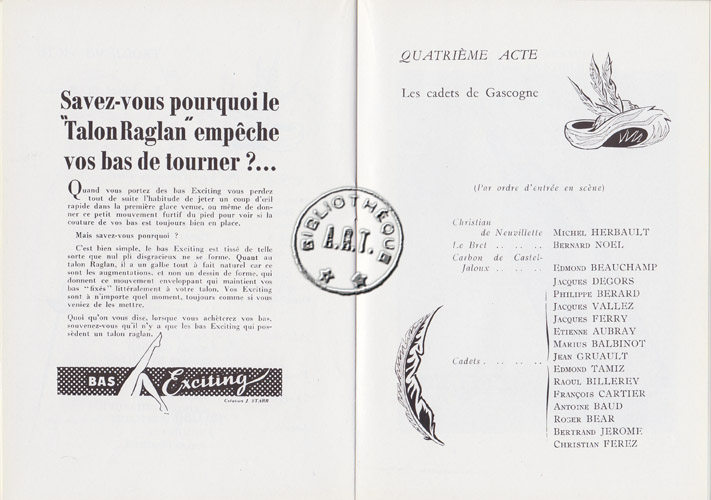 Savez-vous pourquoi le
"Talon Raglan" empêche
vos bas de tourner ?...
Quand vous portez des bas Exciting vous perdez
tout de suite l'habitude de jeter un coup d'œil
rapide dans la première glace venue, ou même de don-
ner ce petit mouvement furtif du pied pour voir si la
couture de vos bas est toujours bien en place.
Mais savez-vous pourquoi ?
C'est bien simple, le bas Exciting est tissé de telle
sorte que nul pli disgracieux ne se forme. Quant au
talon Raglan, il a un galbe tout à fait naturel car ce
sont les augmentations, et non un dessin de forme, qui
donnent ce mouvement enveloppant qui maintient vos
bas "fixés" littéralement à votre talon. Vos Exciting
sont à n'importe quel moment, toujours comme si vous
veniez de les mettre.
Quoi qu'on vous dise, lorsque vous achèterez vos bas,
souvenez-vous qu'il n'y a que les bas Exciting qui pos-
sèdent un talon raglan.
BAS Exciting
Création J STARR
BIBLIOTHÈQUE
A.R.T.
QUATRIÈME ACTE
Les cadets de Gascogne
(Par ordre d'entrée en scène)
Christian
de Neuvillette MICHEL HERBAULT
Le Bret .. .. .. BERNARD NOEL
Carbon de Castel-
Jaloux .. .. .. EDMOND BEAUCHAMP
JACQUES DEGORS
PHILIPPE BERARD
JACQUES VALLEZ
JACQUES FERRY
ETIENNE AUBRAY
MARIUS BALBINOT
Cadets . .. .. .. JEAN GRUAULT
EDMOND TAMIZ
RAOUL BILLEREY
FRANÇOIS CARTIER
ANTOINE BAUD
ROGER BEAR
BERTRAND JEROME
CHRISTIAN FEREZ